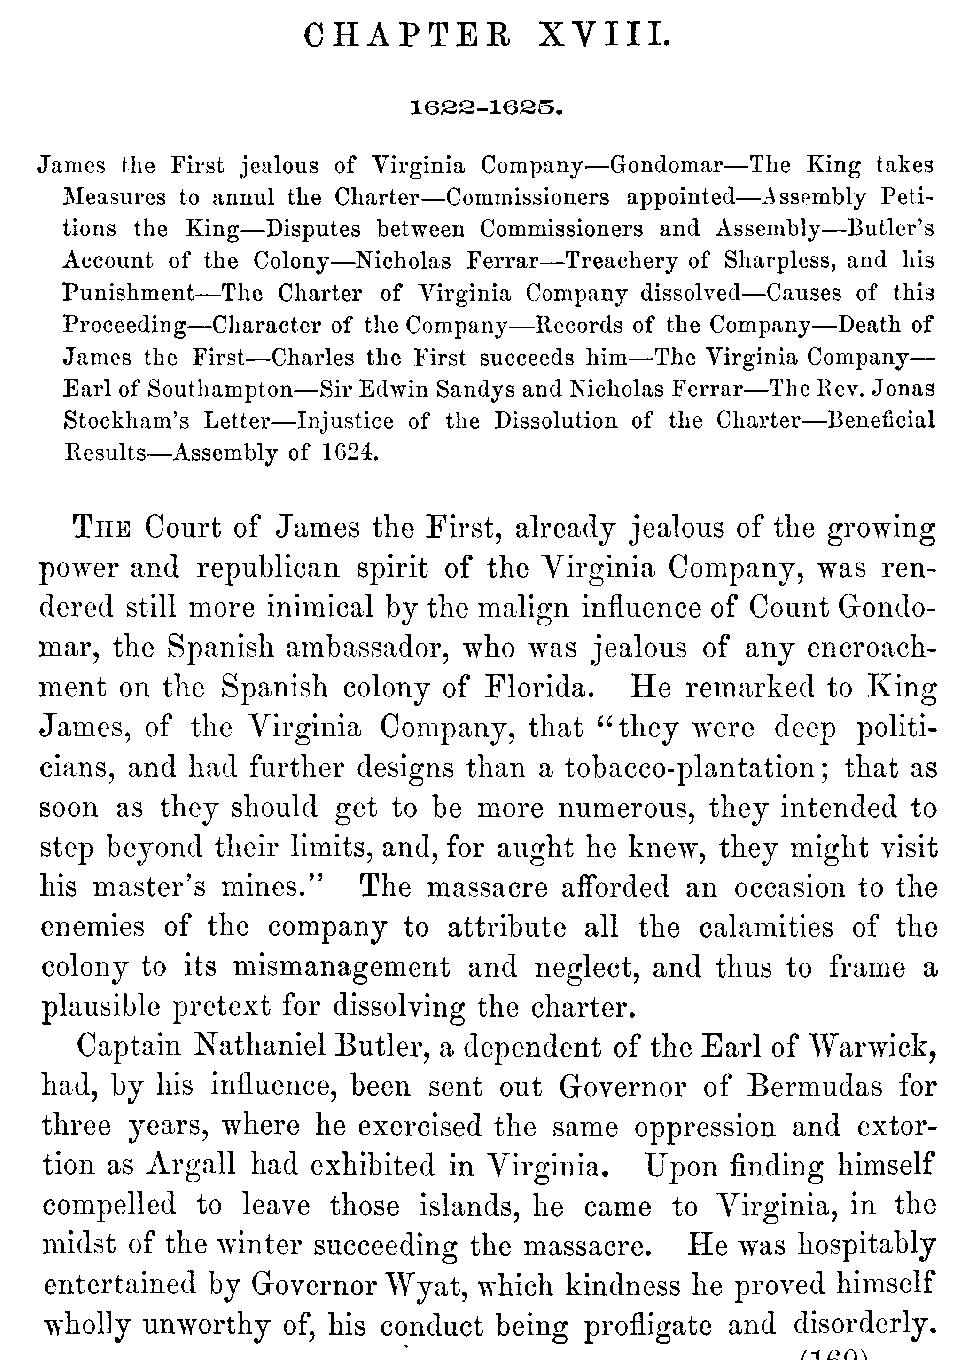 CHAPTER XVIII.
1622-1625.
James the First jealous of Virginia Company—Gondomar—The King takes
Measures to annul the Charter—Commissioners appointed—Assembly Peti-
tions the King—Disputes between Commissioners and Assembly—Butler's
Account of the Colony—Nicholas Ferrar—Treachery of Sharpless, and his
Punishment—The Charter of Virginia Company dissolved—Causes of this
Proceeding—Character of the Company—Records of the Company—Death of
James the First—Charles the First succeeds him—The Virginia Company—
Earl of Southampton—Sir Edwin Sandys and Nicholas Ferrar—The Rev. Jonas
Stockham's Letter—Injustice of the Dissolution of the Charter—Beneficial
Results—Assembly of 1624.
THE Court of James the First, already jealous of the growing
power and republican spirit of the Virginia Company, was ren-
dered still more inimical by the malign influence of Count Gondo-
mar, the Spanish ambassador, who was jealous of any encroach-
ment on the Spanish colony of Florida. He remarked to King
James, of the Virginia Company, that "they were deep politi-
cians, and had further designs than a tobacco-plantation; that as
soon as they should get to be more numerous, they intended to
step beyond their limits, and, for aught he knew, they might visit
his master's mines." The massacre afforded an occasion to the
enemies of the company to attribute all the calamities of the
colony to its mismanagement and neglect, and thus to frame a
plausible pretext for dissolving the charter.
Captain Nathaniel Butler, a dependent of the Earl of Warwick,
had, by his influence, been sent out Governor of Bermudas for
three years, where he exercised the same oppression and extor-
tion as Argall had exhibited in Virginia. Upon finding himself
compelled to leave those islands, he came to Virginia, in the
midst of the winter succeeding the massacre. He was hospitably
entertained by Governor Wyat, which kindness he proved himself
wholly unworthy of, his conduct being profligate and disorderly.
(160)